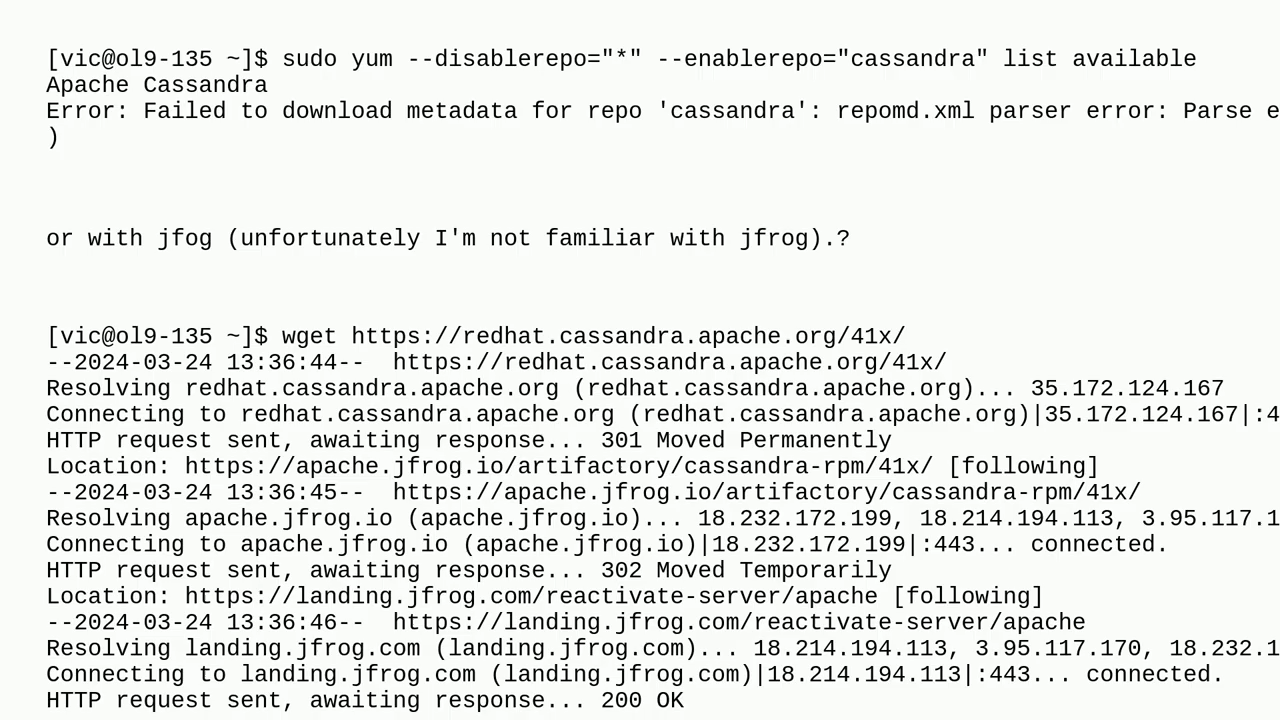 [vic@ol9-135 ~]$ sudo yum --disablerepo="*" --enablerepo="cassandra" list available
Apache Cassandra
Error: Failed to download metadata for repo 'cassandra': repomd.xml parser error: Parse e
)
or with jfog (unfortunately I'm not familiar with jfrog).?
[vic@ol9-135 ~]$ wget https://redhat.cassandra.apache.org/41x/
--2024-03-24 13:36:44--  https://redhat.cassandra.apache.org/41x/
Resolving redhat.cassandra.apache.org (redhat.cassandra.apache.org)... 35.172.124.167
Connecting to redhat.cassandra.apache.org (redhat.cassandra.apache.org)|35.172.124.167|:4
HTTP request sent, awaiting response... 301 Moved Permanently
Location: https://apache.jfrog.io/artifactory/cassandra-rpm/41x/ [following]
--2024-03-24 13:36:45--  https://apache.jfrog.io/artifactory/cassandra-rpm/41x/
Resolving apache.jfrog.io (apache.jfrog.io)... 18.232.172.199, 18.214.194.113, 3.95.117.1
Connecting to apache.jfrog.io (apache.jfrog.io)|18.232.172.199|:443... connected.
HTTP request sent, awaiting response... 302 Moved Temporarily
Location: https://landing.jfrog.com/reactivate-server/apache [following]
--2024-03-24 13:36:46--  https://landing.jfrog.com/reactivate-server/apache
Resolving landing.jfrog.com (landing.jfrog.com)... 18.214.194.113, 3.95.117.170, 18.232.1
Connecting to landing.jfrog.com (landing.jfrog.com)|18.214.194.113|:443... connected.
HTTP request sent, awaiting response... 200 OK